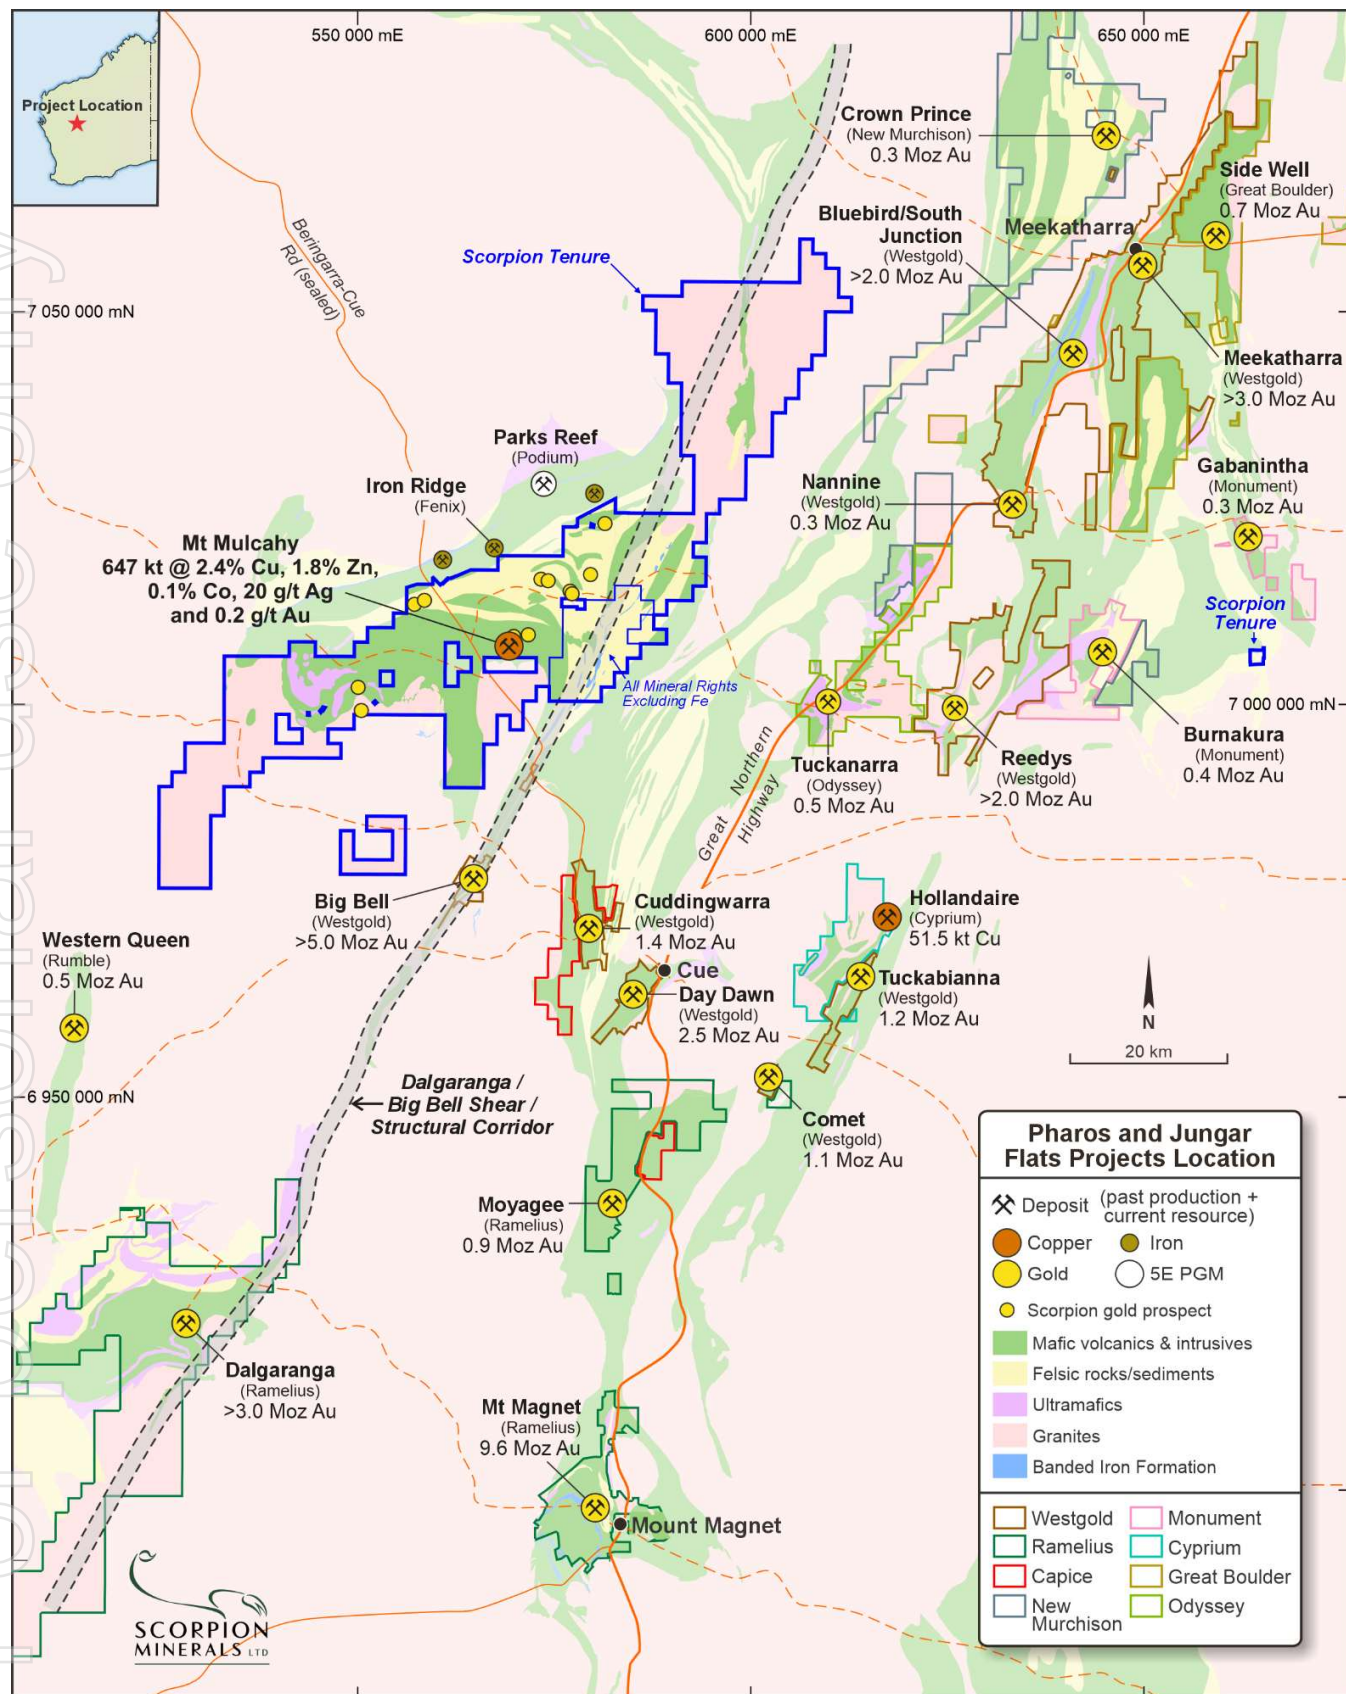 550 000 mE
600 000 mE
650 000 mE
Project Location
Crown Prince
(New Murchison)
0.3 Moz Au
Side Well
(Great Boulder)
0.7 Moz Au
Bluebird/South
Junction
(Westgold)
>2.0 Moz Au
Meekatharra
Beringarra-Cue
Rd (sealed)
Scorpion Tenure
7 050 000 mN
Meekatharra
(Westgold)
>3.0 Moz Au
Parks Reef
(Podium)
Iron Ridge
(Fenix)
Nannine
(Westgold)
0.3 Moz Au
Gabanintha
(Monument)
0.3 Moz Au
Mt Mulcahy
647 kt @ 2.4% Cu, 1.8% Zn,
0.1% Co, 20 g/t Ag
and 0.2 g/t Au
Scorpion
Tenure
All Mineral Rights
Excluding Fe
7 000 000 mN
Burnakura
(Monument)
0.4 Moz Au
Tuckanarra
(Odyssey)
0.5 Moz Au
Reedys
(Westgold)
>2.0 Moz Au
Great Northern
Highway
Big Bell
(Westgold)
>5.0 Moz Au
Cuddingwarra
(Westgold)
1.4 Moz Au
Hollandaire
(Cyprium)
51.5 kt Cu
Western Queen
(Rumble)
0.5 Moz Au
Cue
Day Dawn
(Westgold)
2.5 Moz Au
Tuckabianna
(Westgold)
1.2 Moz Au
N
20 km
6 950 000 mN
Dalgaranga /
Big Bell Shear /
Structural Corridor
Comet
(Westgold)
1.1 Moz Au
Moyagee
(Ramelius)
0.9 Moz Au
Dalgaranga
(Ramelius)
>3.0 Moz Au
Mt Magnet
(Ramelius)
9.6 Moz Au
Mount Magnet
SCORPION
MINERALS LTD
Pharos and Jungar
Flats Projects Location
Deposit (past production +
current resource)
Copper
Iron
Gold
5E PGM
Scorpion gold prospect
Mafic volcanics & intrusives
Felsic rocks/sediments
Ultramafics
Granites
Banded Iron Formation
Westgold
Monument
Ramelius
Cyprium
Capice
Great Boulder
New
Murchison
Odyssey